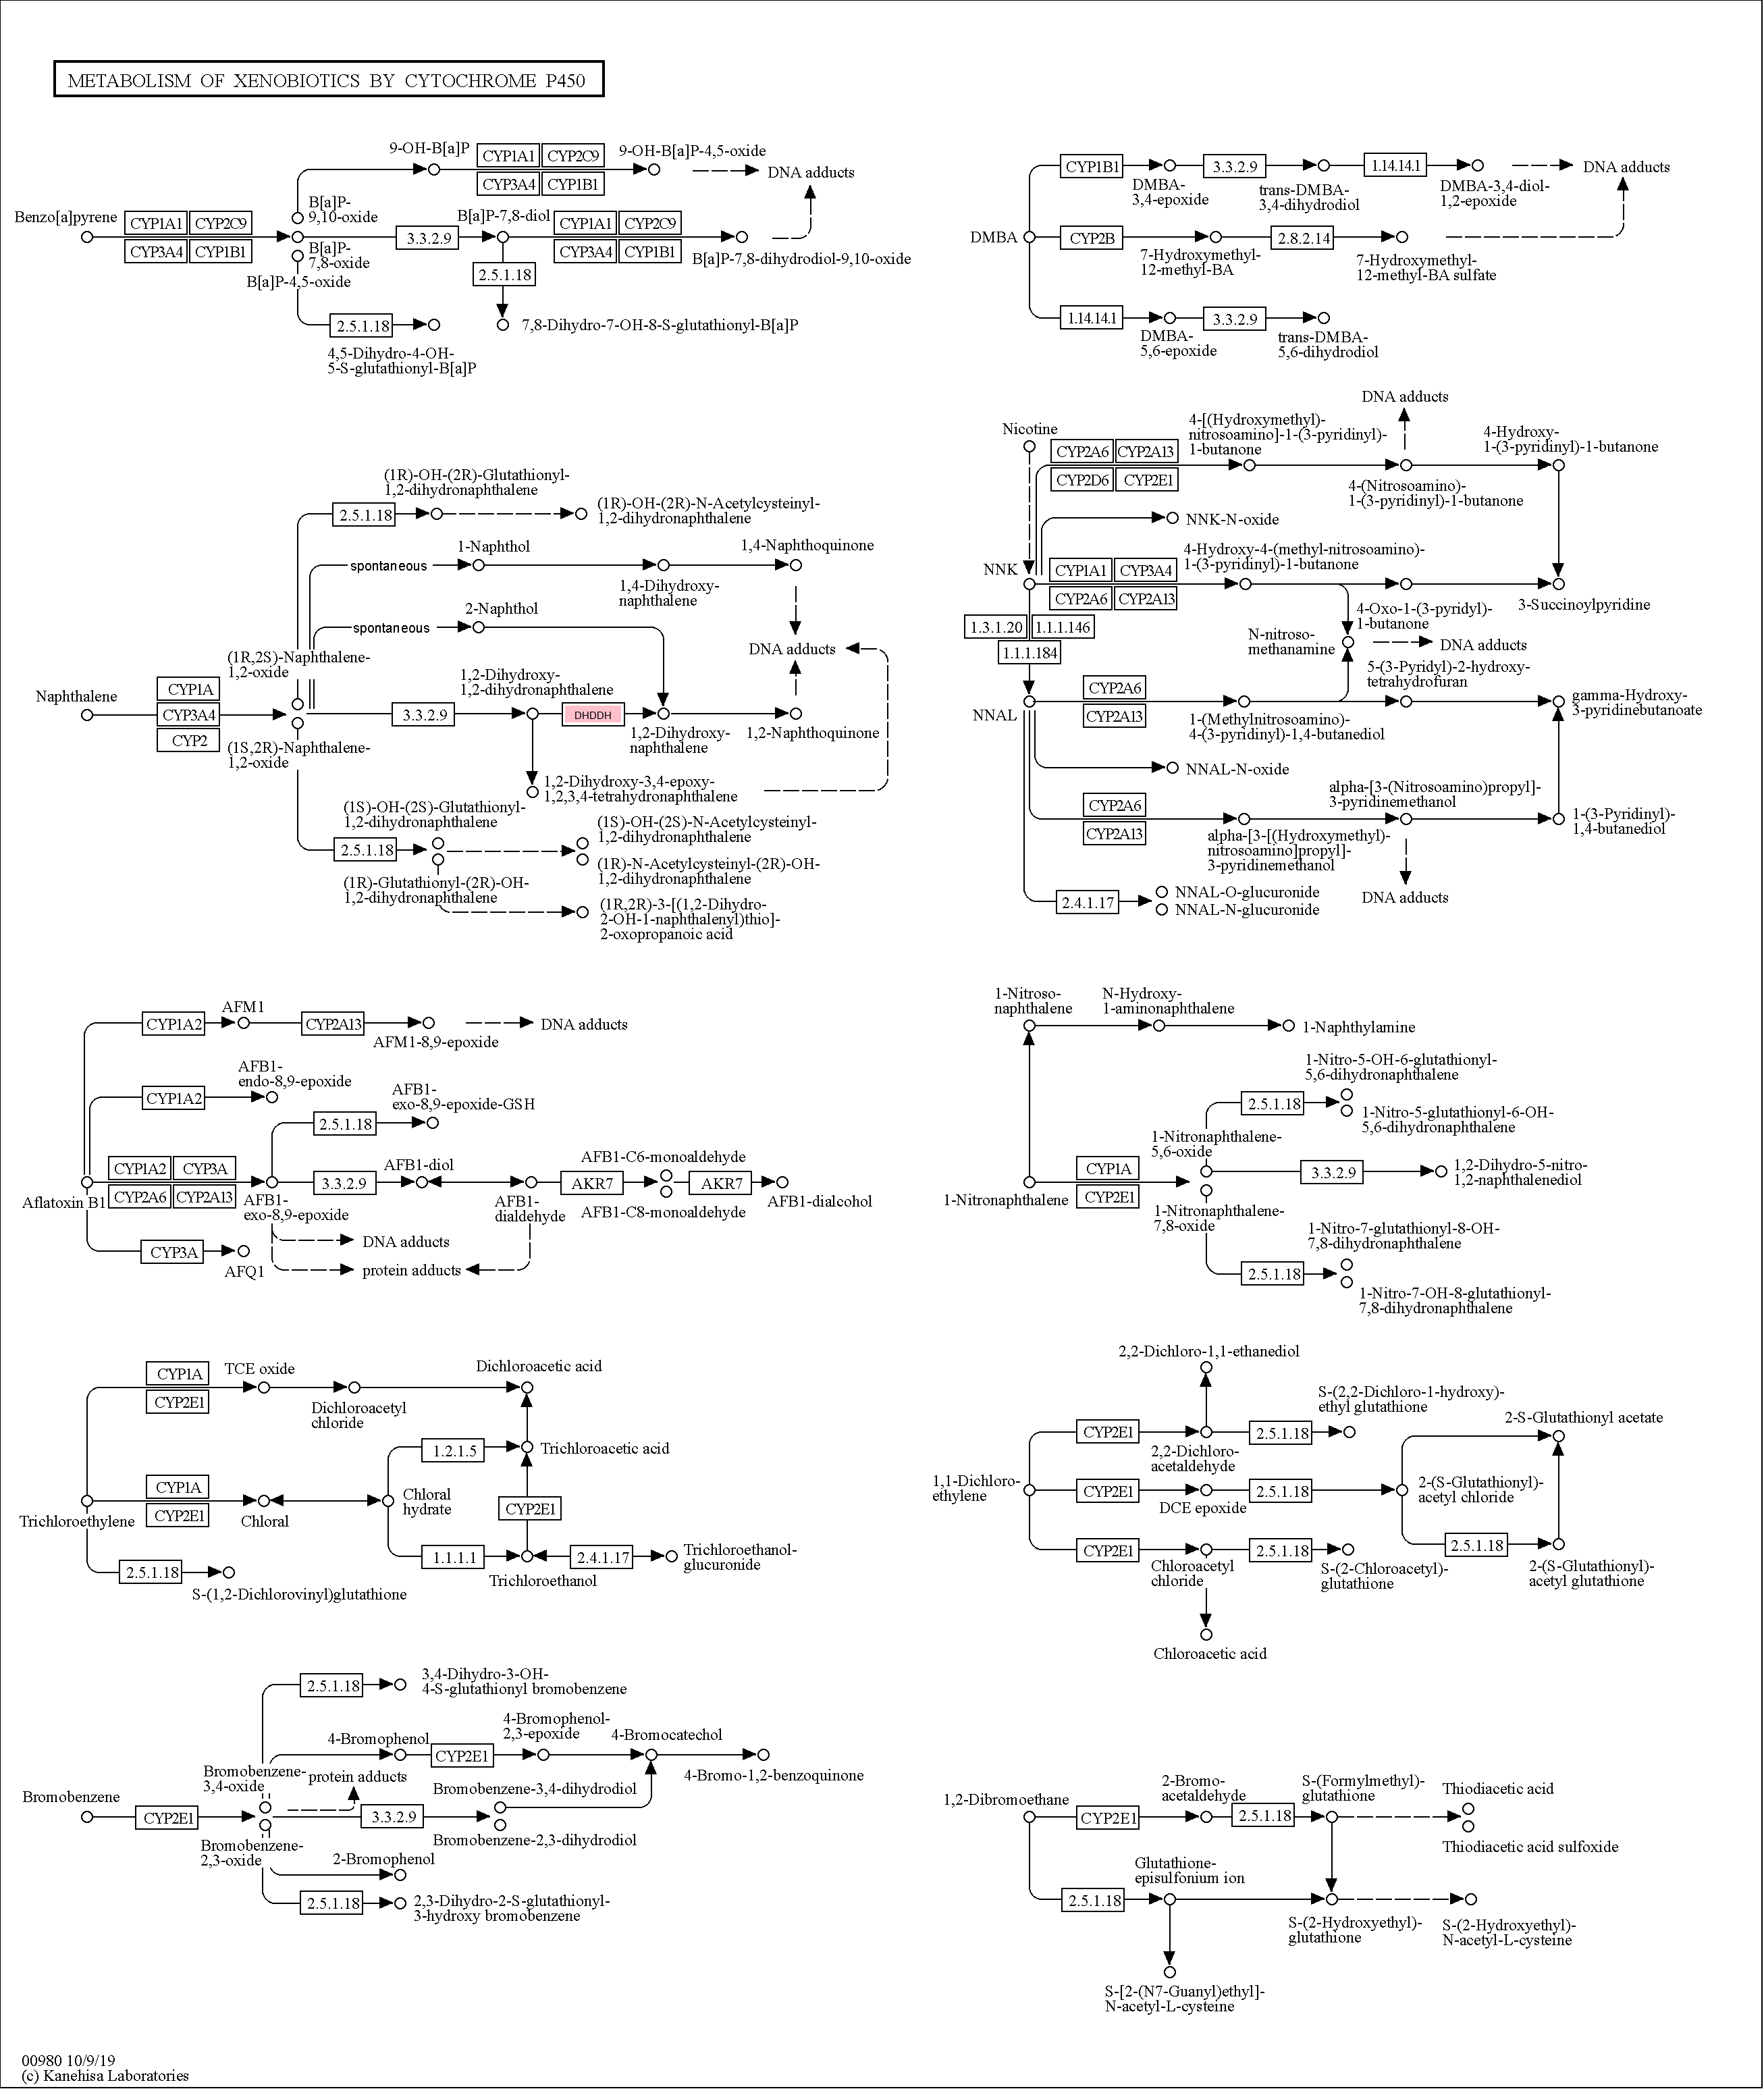 METABOLISM OF XENOBIOTICS BY CYTOCHROME P450
9-OH-B[a]P
CYP1A1 CYP2C9
CYP3A4 CYP1B1
9-OH-B[a]P-4,5-oxide
DNA adducts
Benzo[a]pyrene
CYP1A1 CYP2C9
CYP3A4 CYP1B1
B[a]P-
9,10-oxide
B[a]P-
7,8-oxide
B[a]P-4,5-oxide
3.3.2.9
B[a]P-7,8-diol
CYP1A1 CYP2C9
CYP3A4 CYP1B1
B[a]P-7,8-dihydrodiol-9,10-oxide
2.5.1.18
7,8-Dihydro-7-OH-8-S-glutathionyl-B[a]P
2.5.1.18
4,5-Dihydro-4-OH-
5-S-glutathionyl-B[a]P
DMBA
CYP1B1
DMBA-
3,4-epoxide
3.3.2.9
trans-DMBA-
3,4-dihydrodiol
1.14.14.1
DMBA-3,4-diol-
1,2-epoxide
DNA adducts
CYP2B
7-Hydroxymethyl-
12-methyl-BA
2.8.2.14
7-Hydroxymethyl-
12-methyl-BA sulfate
1.14.14.1
DMBA-
5,6-epoxide
3.3.2.9
trans-DMBA-
5,6-dihydrodiol
(1R)-OH-(2R)-Glutathionyl-
1,2-dihydronaphthalene
2.5.1.18
(1R)-OH-(2R)-N-Acetylcysteinyl-
1,2-dihydronaphthalene
spontaneous
1-Naphthol
1,4-Dihydroxy-
naphthalene
1,4-Naphthoquinone
spontaneous
2-Naphthol
DNA adducts
Naphthalene
CYP1A
CYP3A4
CYP2
(1R,2S)-Naphthalene-
1,2-oxide
(1S,2R)-Naphthalene-
1,2-oxide
3.3.2.9
1,2-Dihydroxy-
1,2-dihydronaphthalene
DHDDH
1,2-Dihydroxy-
naphthalene
1,2-Naphthoquinone
1,2-Dihydroxy-3,4-epoxy-
1,2,3,4-tetrahydronaphthalene
(1S)-OH-(2S)-Glutathionyl-
1,2-dihydronaphthalene
2.5.1.18
(1S)-OH-(2S)-N-Acetylcysteinyl-
1,2-dihydronaphthalene
(1R)-N-Acetylcysteinyl-(2R)-OH-
1,2-dihydronaphthalene
(1R)-Glutathionyl-(2R)-OH-
1,2-dihydronaphthalene
(1R,2R)-3-[(1,2-Dihydro-
2-OH-1-naphthalenyl)thio]-
2-oxopropanoic acid
Nicotine
CYP2A6 CYP2A13
CYP2D6 CYP2E1
4-[(Hydroxymethyl)-
nitrosoamino]-1-(3-pyridinyl)-
1-butanone
DNA adducts
4-(Nitrosoamino)-
1-(3-pyridinyl)-1-butanone
4-Hydroxy-
1-(3-pyridinyl)-1-butanone
NNK-N-oxide
NNK
CYP1A1 CYP3A4
CYP2A6 CYP2A13
4-Hydroxy-4-(methyl-nitrosoamino)-
1-(3-pyridinyl)-1-butanone
4-Oxo-1-(3-pyridyl)-
1-butanone
3-Succinoylpyridine
1.3.1.20 1.1.1.146
1.1.1.184
N-nitroso-
methanamine
DNA adducts
NNAL
CYP2A6
CYP2A13
1-(Methylnitrosoamino)-
4-(3-pyridinyl)-1,4-butanediol
5-(3-Pyridyl)-2-hydroxy-
tetrahydrofuran
gamma-Hydroxy-
3-pyridinebutanoate
NNAL-N-oxide
CYP2A6
CYP2A13
alpha-[3-[(Hydroxymethyl)-
nitrosoamino]propyl]-
3-pyridinemethanol
alpha-[3-(Nitrosoamino)propyl]-
3-pyridinemethanol
1-(3-Pyridinyl)-
1,4-butanediol
DNA adducts
2.4.1.17
NNAL-O-glucuronide
NNAL-N-glucuronide
CYP1A2
AFM1
CYP2A13
AFM1-8,9-epoxide
DNA adducts
CYP1A2
AFB1-
endo-8,9-epoxide
2.5.1.18
AFB1-
exo-8,9-epoxide-GSH
Aflatoxin B1
CYP1A2 CYP3A
CYP2A6 CYP2A13
AFB1-
exo-8,9-epoxide
3.3.2.9
AFB1-diol
AFB1-
dialdehyde
AKR7
AFB1-C6-monoaldehyde
AFB1-C8-monoaldehyde
AKR7
AFB1-dialcohol
CYP3A
AFQ1
DNA adducts
protein adducts
1-Nitroso-
naphthalene
N-Hydroxy-
1-aminonaphthalene
1-Naphthylamine
1-Nitronaphthalene
CYP1A
CYP2E1
1-Nitronaphthalene-
5,6-oxide
1-Nitronaphthalene-
7,8-oxide
2.5.1.18
1-Nitro-5-OH-6-glutathionyl-
5,6-dihydronaphthalene
1-Nitro-5-glutathionyl-6-OH-
5,6-dihydronaphthalene
3.3.2.9
1,2-Dihydro-5-nitro-
1,2-naphthalenediol
2.5.1.18
1-Nitro-7-glutathionyl-8-OH-
7,8-dihydronaphthalene
1-Nitro-7-OH-8-glutathionyl-
7,8-dihydronaphthalene
CYP1A
CYP2E1
TCE oxide
Dichloroacetyl
chloride
Dichloroacetic acid
Trichloroethylene
CYP1A
CYP2E1
Chloral
Chloral
hydrate
1.2.1.5
Trichloroacetic acid
CYP2E1
1.1.1.1
Trichloroethanol
2.4.1.17
Trichloroethanol-
glucuronide
2.5.1.18
S-(1,2-Dichlorovinyl)glutathione
1,1-Dichloro-
ethylene
CYP2E1
2,2-Dichloro-1,1-ethanediol
2,2-Dichloro-
acetaldehyde
2.5.1.18
S-(2,2-Dichloro-1-hydroxy)-
ethyl glutathione
CYP2E1
DCE epoxide
2.5.1.18
2-(S-Glutathionyl)-
acetyl chloride
2-S-Glutathionyl acetate
2.5.1.18
2-(S-Glutathionyl)-
acetyl glutathione
CYP2E1
Chloroacetyl
chloride
2.5.1.18
S-(2-Chloroacetyl)-
glutathione
Chloroacetic acid
2.5.1.18
3,4-Dihydro-3-OH-
4-S-glutathionyl bromobenzene
4-Bromophenol
CYP2E1
4-Bromophenol-
2,3-epoxide
4-Bromocatechol
4-Bromo-1,2-benzoquinone
Bromobenzene
CYP2E1
Bromobenzene-
3,4-oxide
Bromobenzene-
2,3-oxide
protein adducts
3.3.2.9
Bromobenzene-3,4-dihydrodiol
Bromobenzene-2,3-dihydrodiol
2-Bromophenol
2.5.1.18
2,3-Dihydro-2-S-glutathionyl-
3-hydroxy bromobenzene
1,2-Dibromoethane
CYP2E1
2-Bromo-
acetaldehyde
2.5.1.18
S-(Formylmethyl)-
glutathione
Thiodiacetic acid
Thiodiacetic acid sulfoxide
2.5.1.18
Glutathione-
episulfonium ion
S-(2-Hydroxyethyl)-
glutathione
S-(2-Hydroxyethyl)-
N-acetyl-L-cysteine
S-[2-(N7-Guanyl)ethyl]-
N-acetyl-L-cysteine
00980 10/9/19
(c) Kanehisa Laboratories